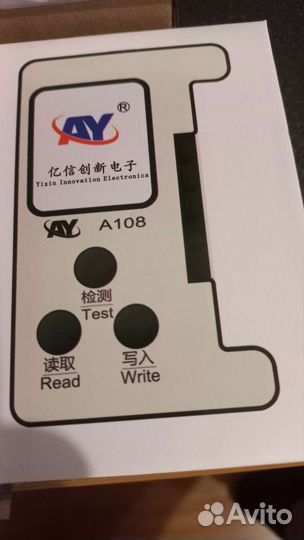 AY ®
亿信创新电子
Yixin Innovation Electronics
AY A108
检测
Test
读取 写入
Read Write
Avito